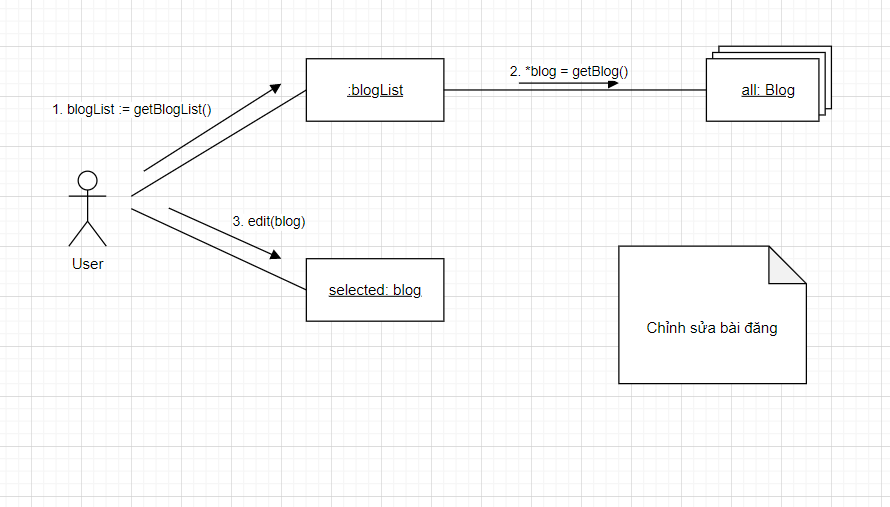 :blogList
2. *blog = getBlog()
all: Blog
1. blogList := getBlogList()
User
3. edit(blog)
selected: blog
Chỉnh sửa bài đăng